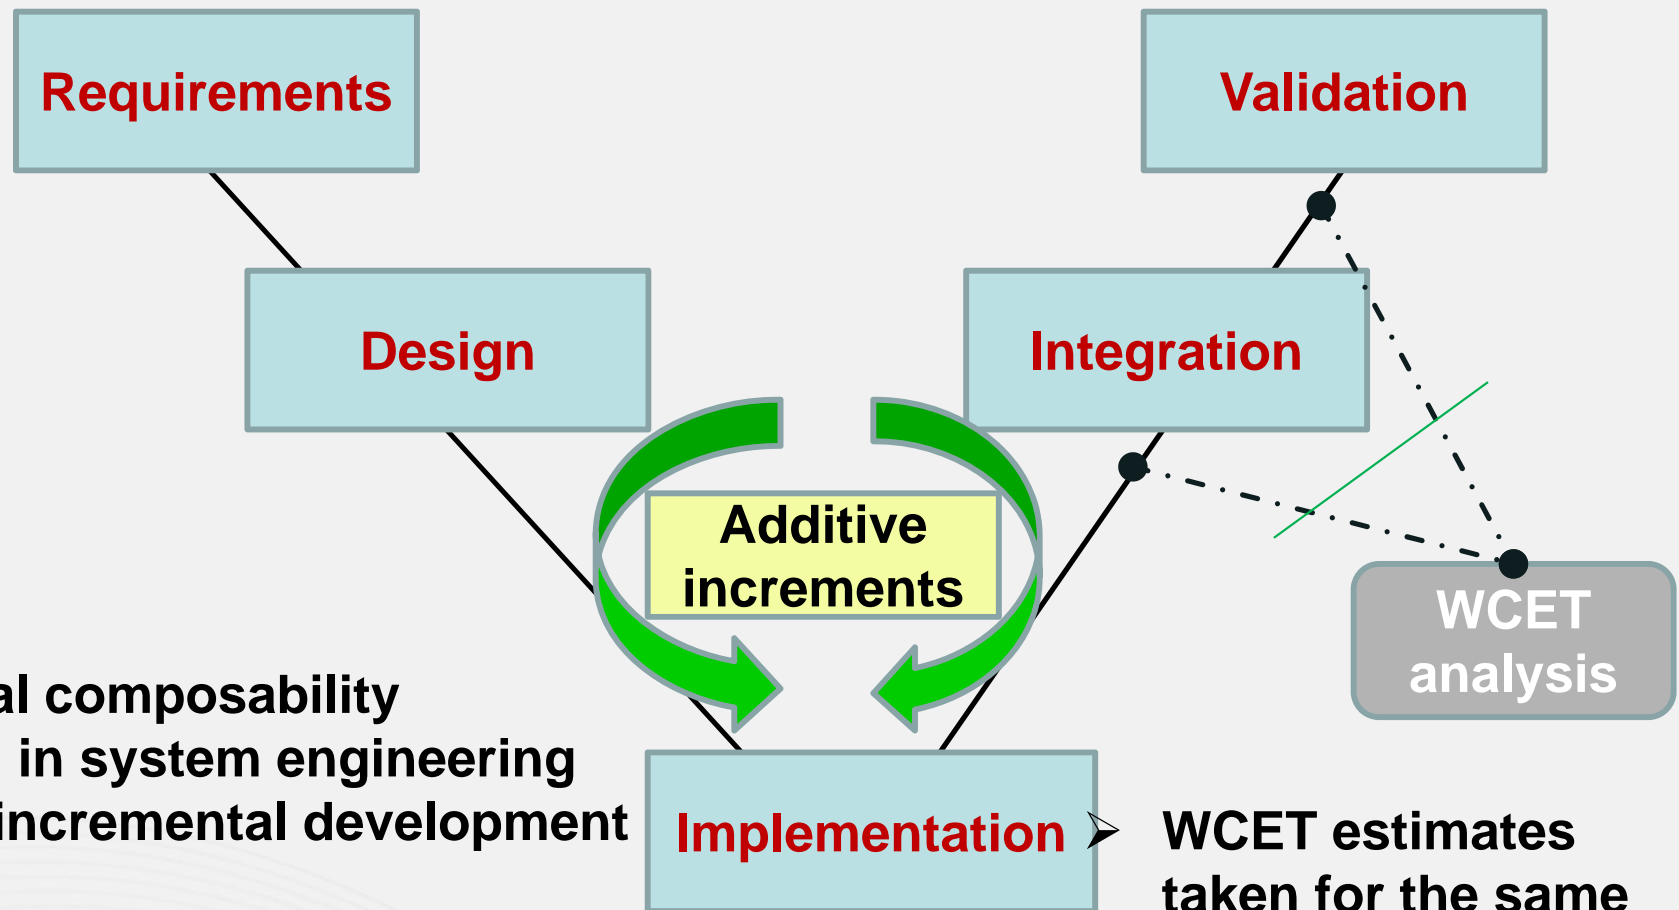 Requirements
Validation
Design
Integration
Additive
increments
WCET
analysis
composability
in system engineering
incremental development
Implementation
➢ WCET estimates
taken for the same